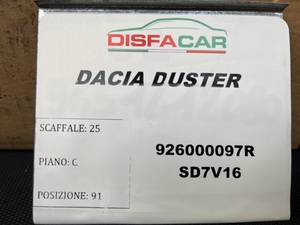 DISFACAR
DACIA DUSTER
SCAFFALE: 25
PIANO: C
POSIZIONE: 91
926000097R
SD7V16